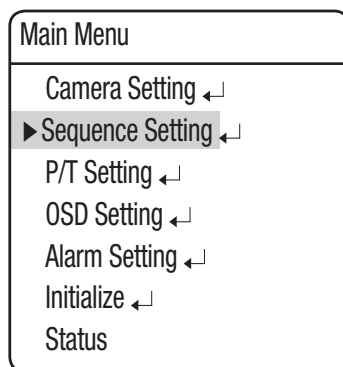 Main Menu
Camera Setting ↵
▶Sequence Setting ↵
P/T Setting ↵
OSD Setting ↵
Alarm Setting ↵
Initialize ↵
Status